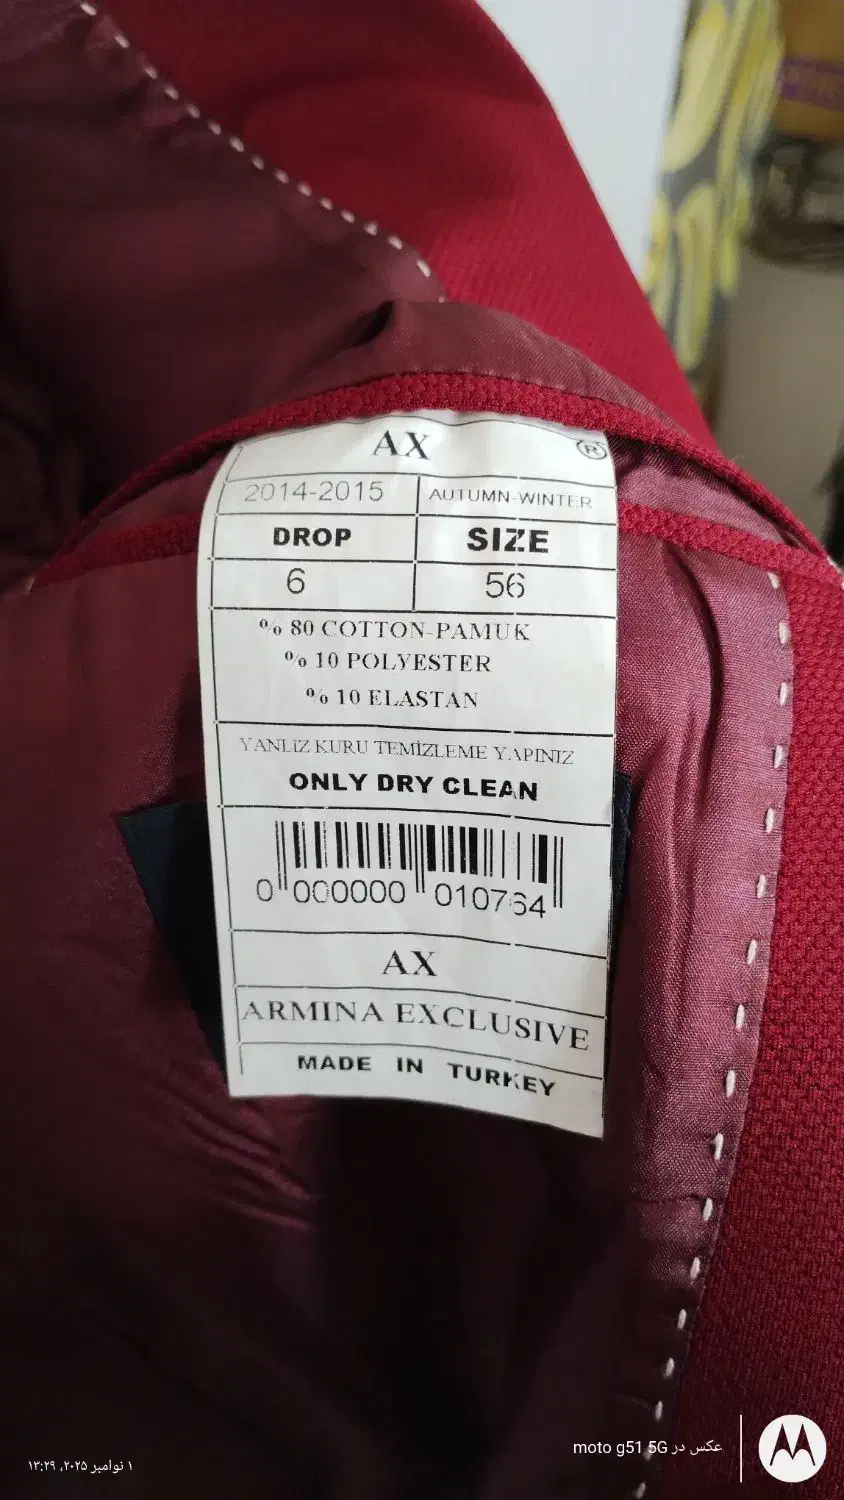 AX ®
2014-2015 AUTUMN-WINTER
DROP SIZE
6 56
% 80 COTTON-PAMUK
% 10 POLYESTER
% 10 ELASTAN
YANLIZ KURU TEMİZLEME YAPINIZ
ONLY DRY CLEAN
0 000000 010764
AX
ARMINA EXCLUSIVE
MADE IN TURKEY
عکس در moto g51 5G
۱ نوامبر ۲۰۲۵، ۱۳:۲۹